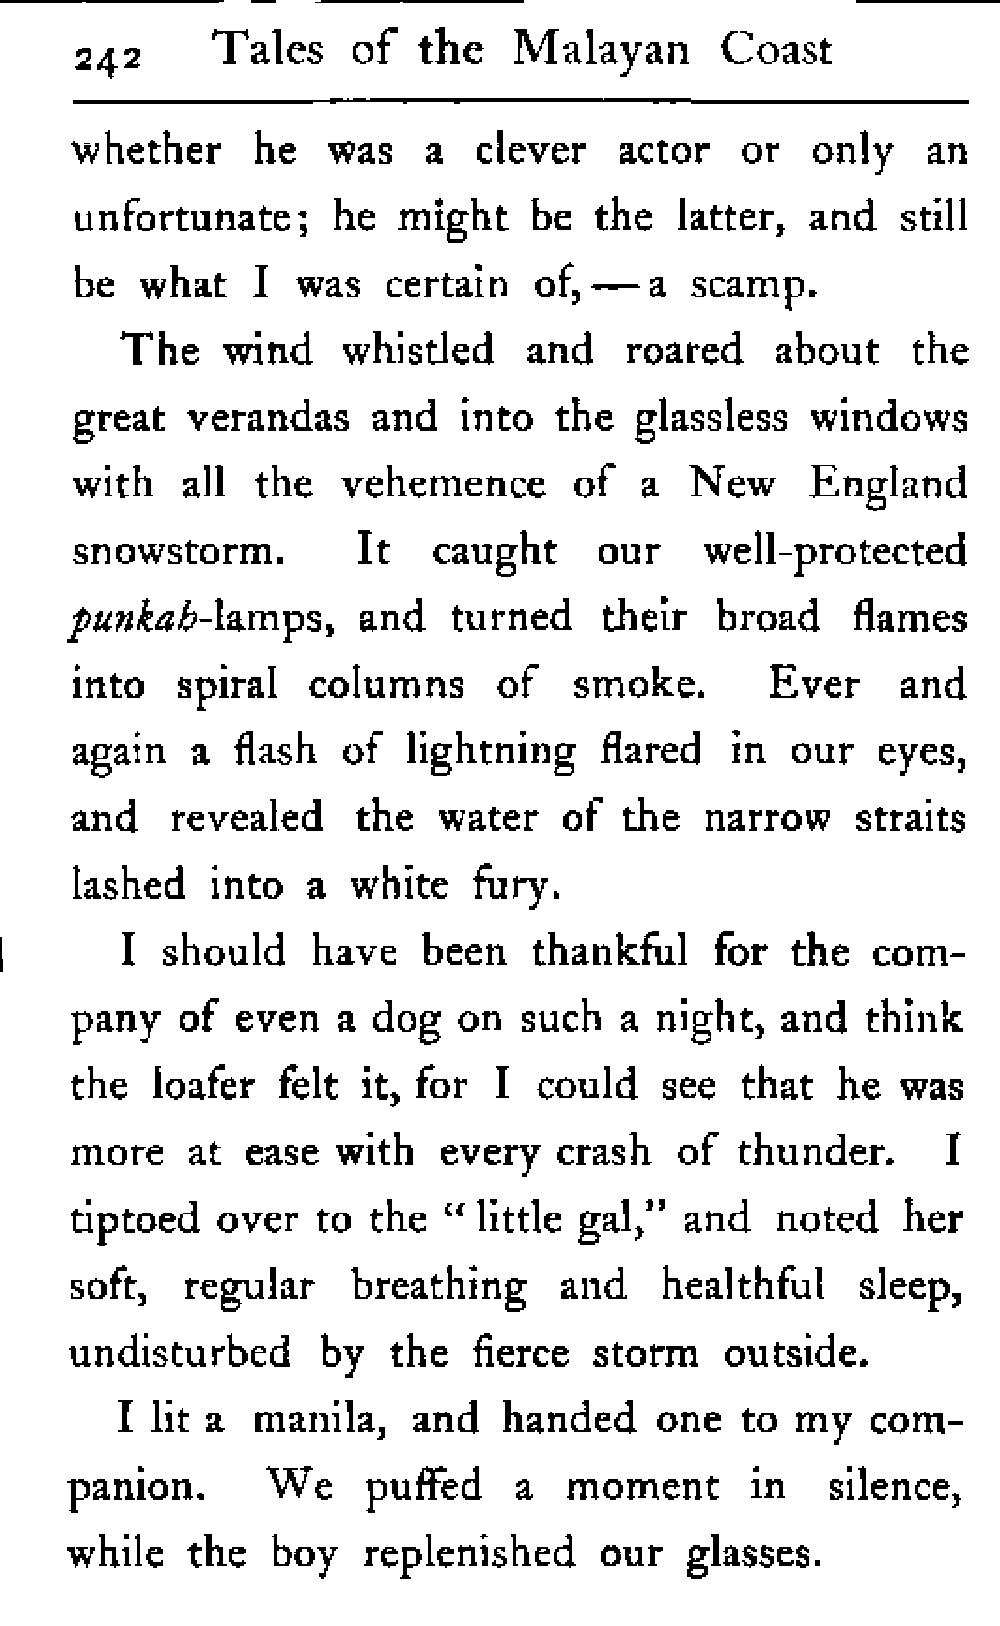 242 Tales of the Malayan Coast
whether he was a clever actor or only an
unfortunate; he might be the latter, and still
be what I was certain of, — a scamp.
The wind whistled and roared about the
great verandas and into the glassless windows
with all the vehemence of a New England
snowstorm. It caught our well-protected
punkah-lamps, and turned their broad flames
into spiral columns of smoke. Ever and
again a flash of lightning flared in our eyes,
and revealed the water of the narrow straits
lashed into a white fury.
I should have been thankful for the com-
pany of even a dog on such a night, and think
the loafer felt it, for I could see that he was
more at ease with every crash of thunder. I
tiptoed over to the “little gal,” and noted her
soft, regular breathing and healthful sleep,
undisturbed by the fierce storm outside.
I lit a manila, and handed one to my com-
panion. We puffed a moment in silence,
while the boy replenished our glasses.